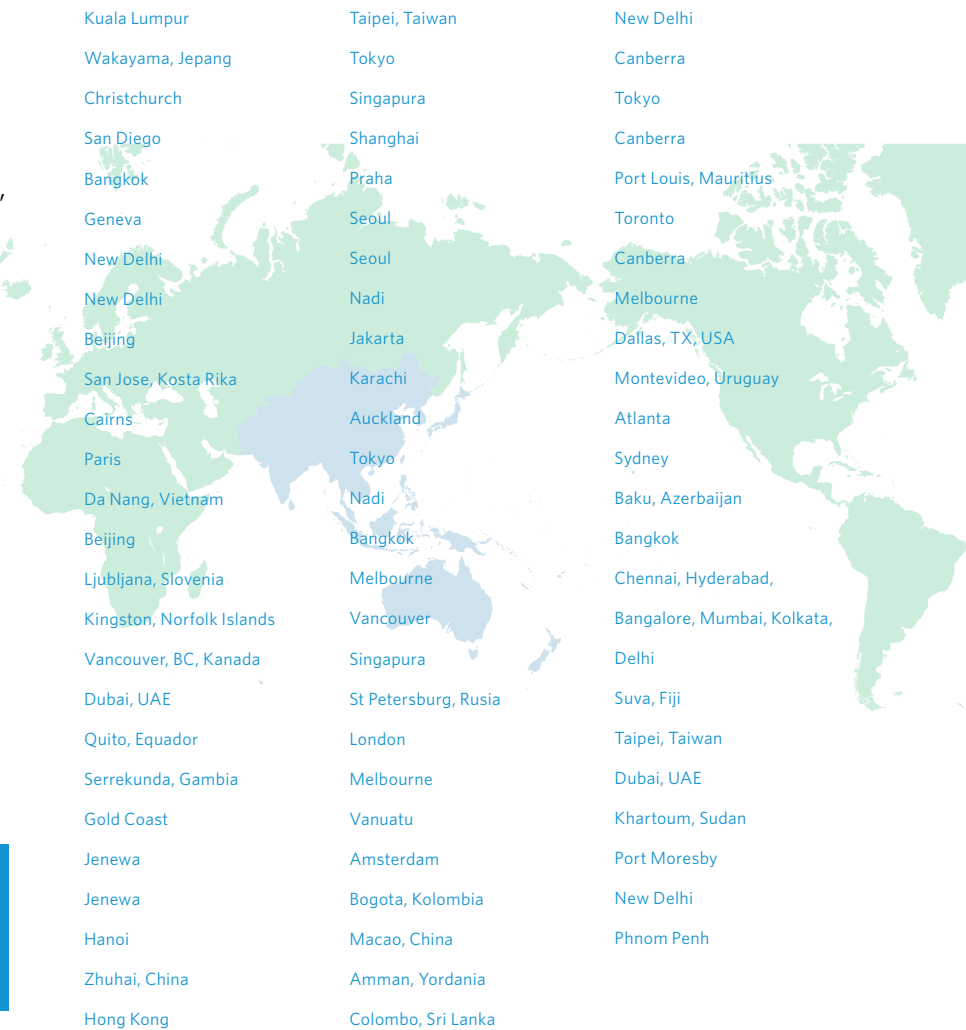 Kuala Lumpur
Wakayama, Jepang
Christchurch
San Diego
Bangkok
Geneva
New Delhi
New Delhi
Beijing
San Jose, Kosta Rika
Cairns
Paris
Da Nang, Vietnam
Beijing
Ljubljana, Slovenia
Kingston, Norfolk Islands
Vancouver, BC, Kanada
Dubai, UAE
Quito, Equador
Serrekunda, Gambia
Gold Coast
Jenewa
Jenewa
Hanoi
Zhuhai, China
Hong Kong
Taipei, Taiwan
Tokyo
Singapura
Shanghai
Praha
Seoul
Seoul
Nadi
Jakarta
Karachi
Auckland
Tokyo
Nadi
Bangkok
Melbourne
Vancouver
Singapura
St Petersburg, Rusia
London
Melbourne
Vanuatu
Amsterdam
Bogota, Kolombia
Macao, China
Amman, Yordania
Colombo, Sri Lanka
New Delhi
Canberra
Tokyo
Canberra
Port Louis, Mauritius
Toronto
Canberra
Melbourne
Dallas, TX, USA
Montevideo, Uruguay
Atlanta
Sydney
Baku, Azerbaijan
Bangkok
Chennai, Hyderabad,
Bangalore, Mumbai, Kolkata,
Delhi
Suva, Fiji
Taipei, Taiwan
Dubai, UAE
Khartoum, Sudan
Port Moresby
New Delhi
Phnom Penh